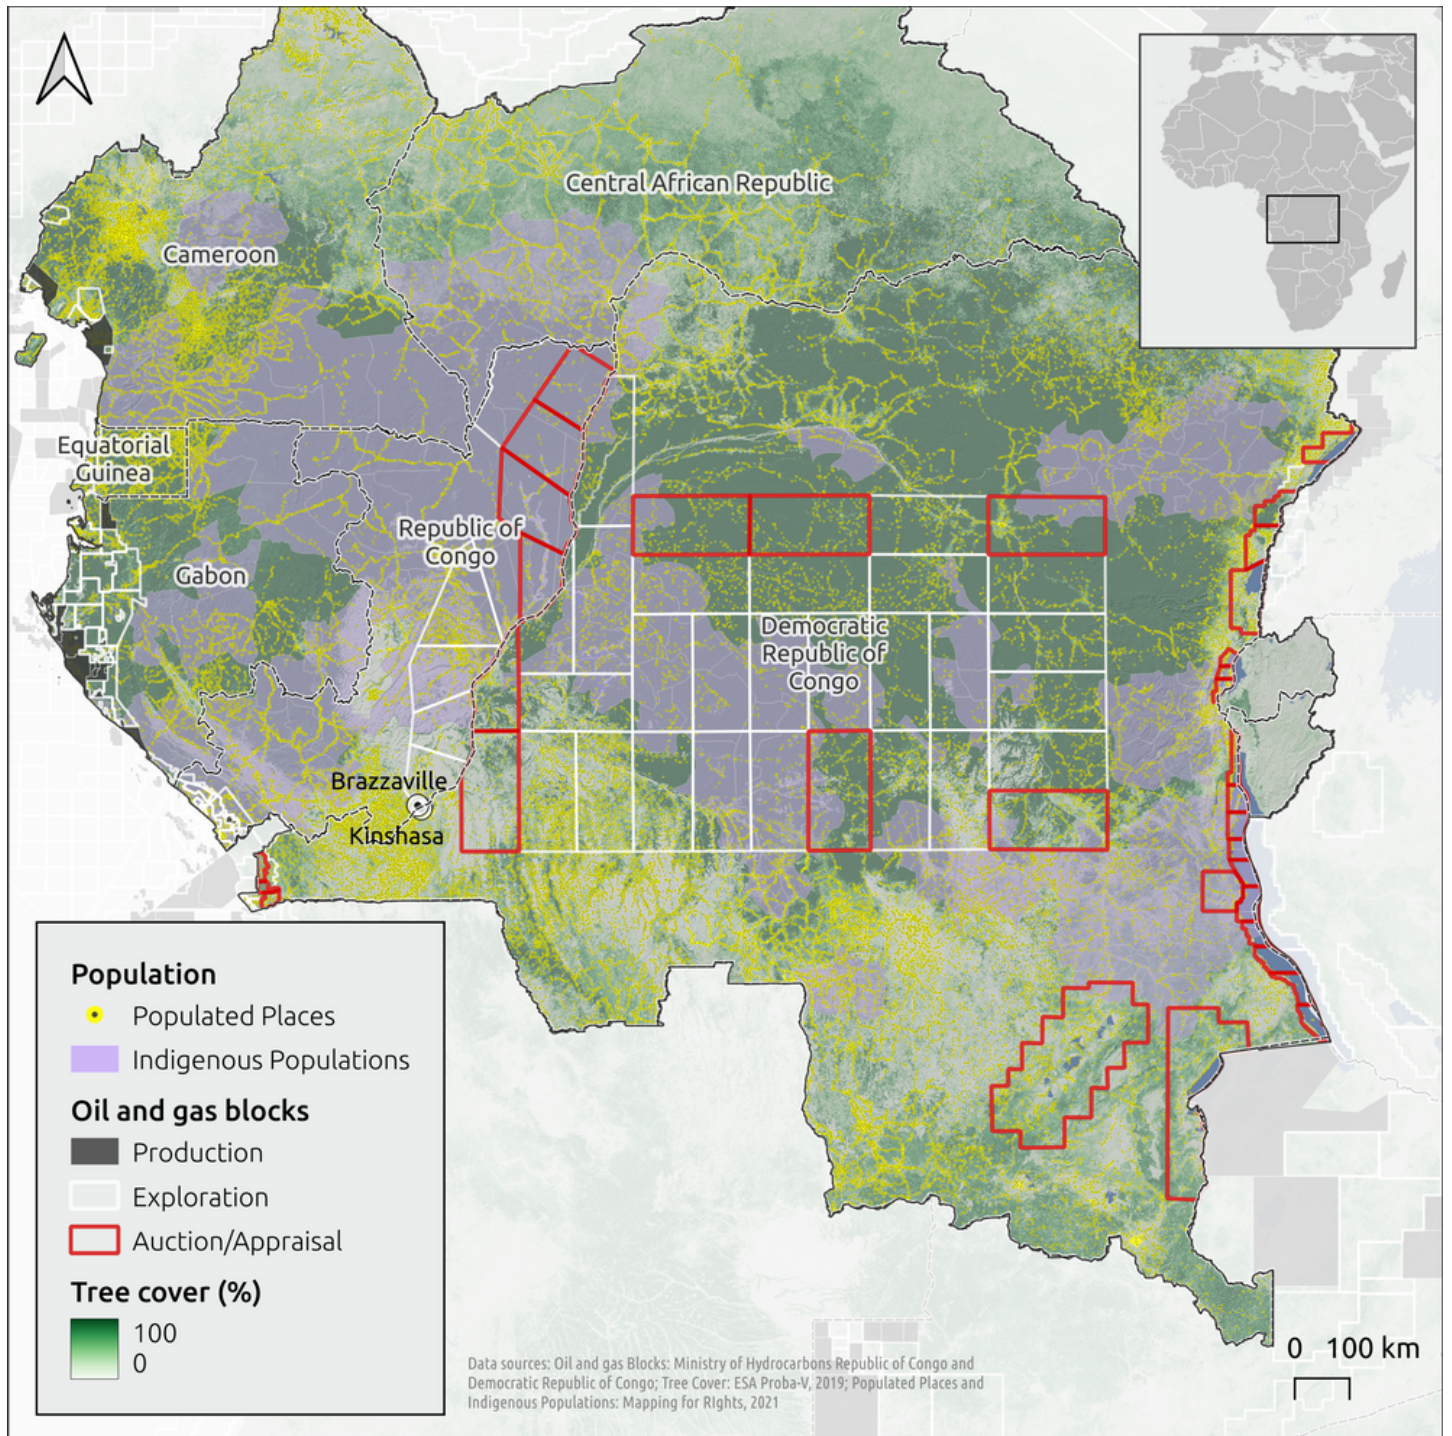 Central African Republic
Cameroon
Equatorial
Guinea
Republic of
Congo
Gabon
Democratic
Republic of
Congo
Brazzaville
Kinshasa
Population
Populated Places
Indigenous Populations
Oil and gas blocks
Production
Exploration
Auction/Appraisal
Tree cover (%)
100
0
0 100 km
Data sources: Oil and gas Blocks: Ministry of Hydrocarbons Republic of Congo and
Democratic Republic of Congo; Tree Cover: ESA Proba-V, 2019; Populated Places and
Indigenous Populations: Mapping for RIghts, 2021